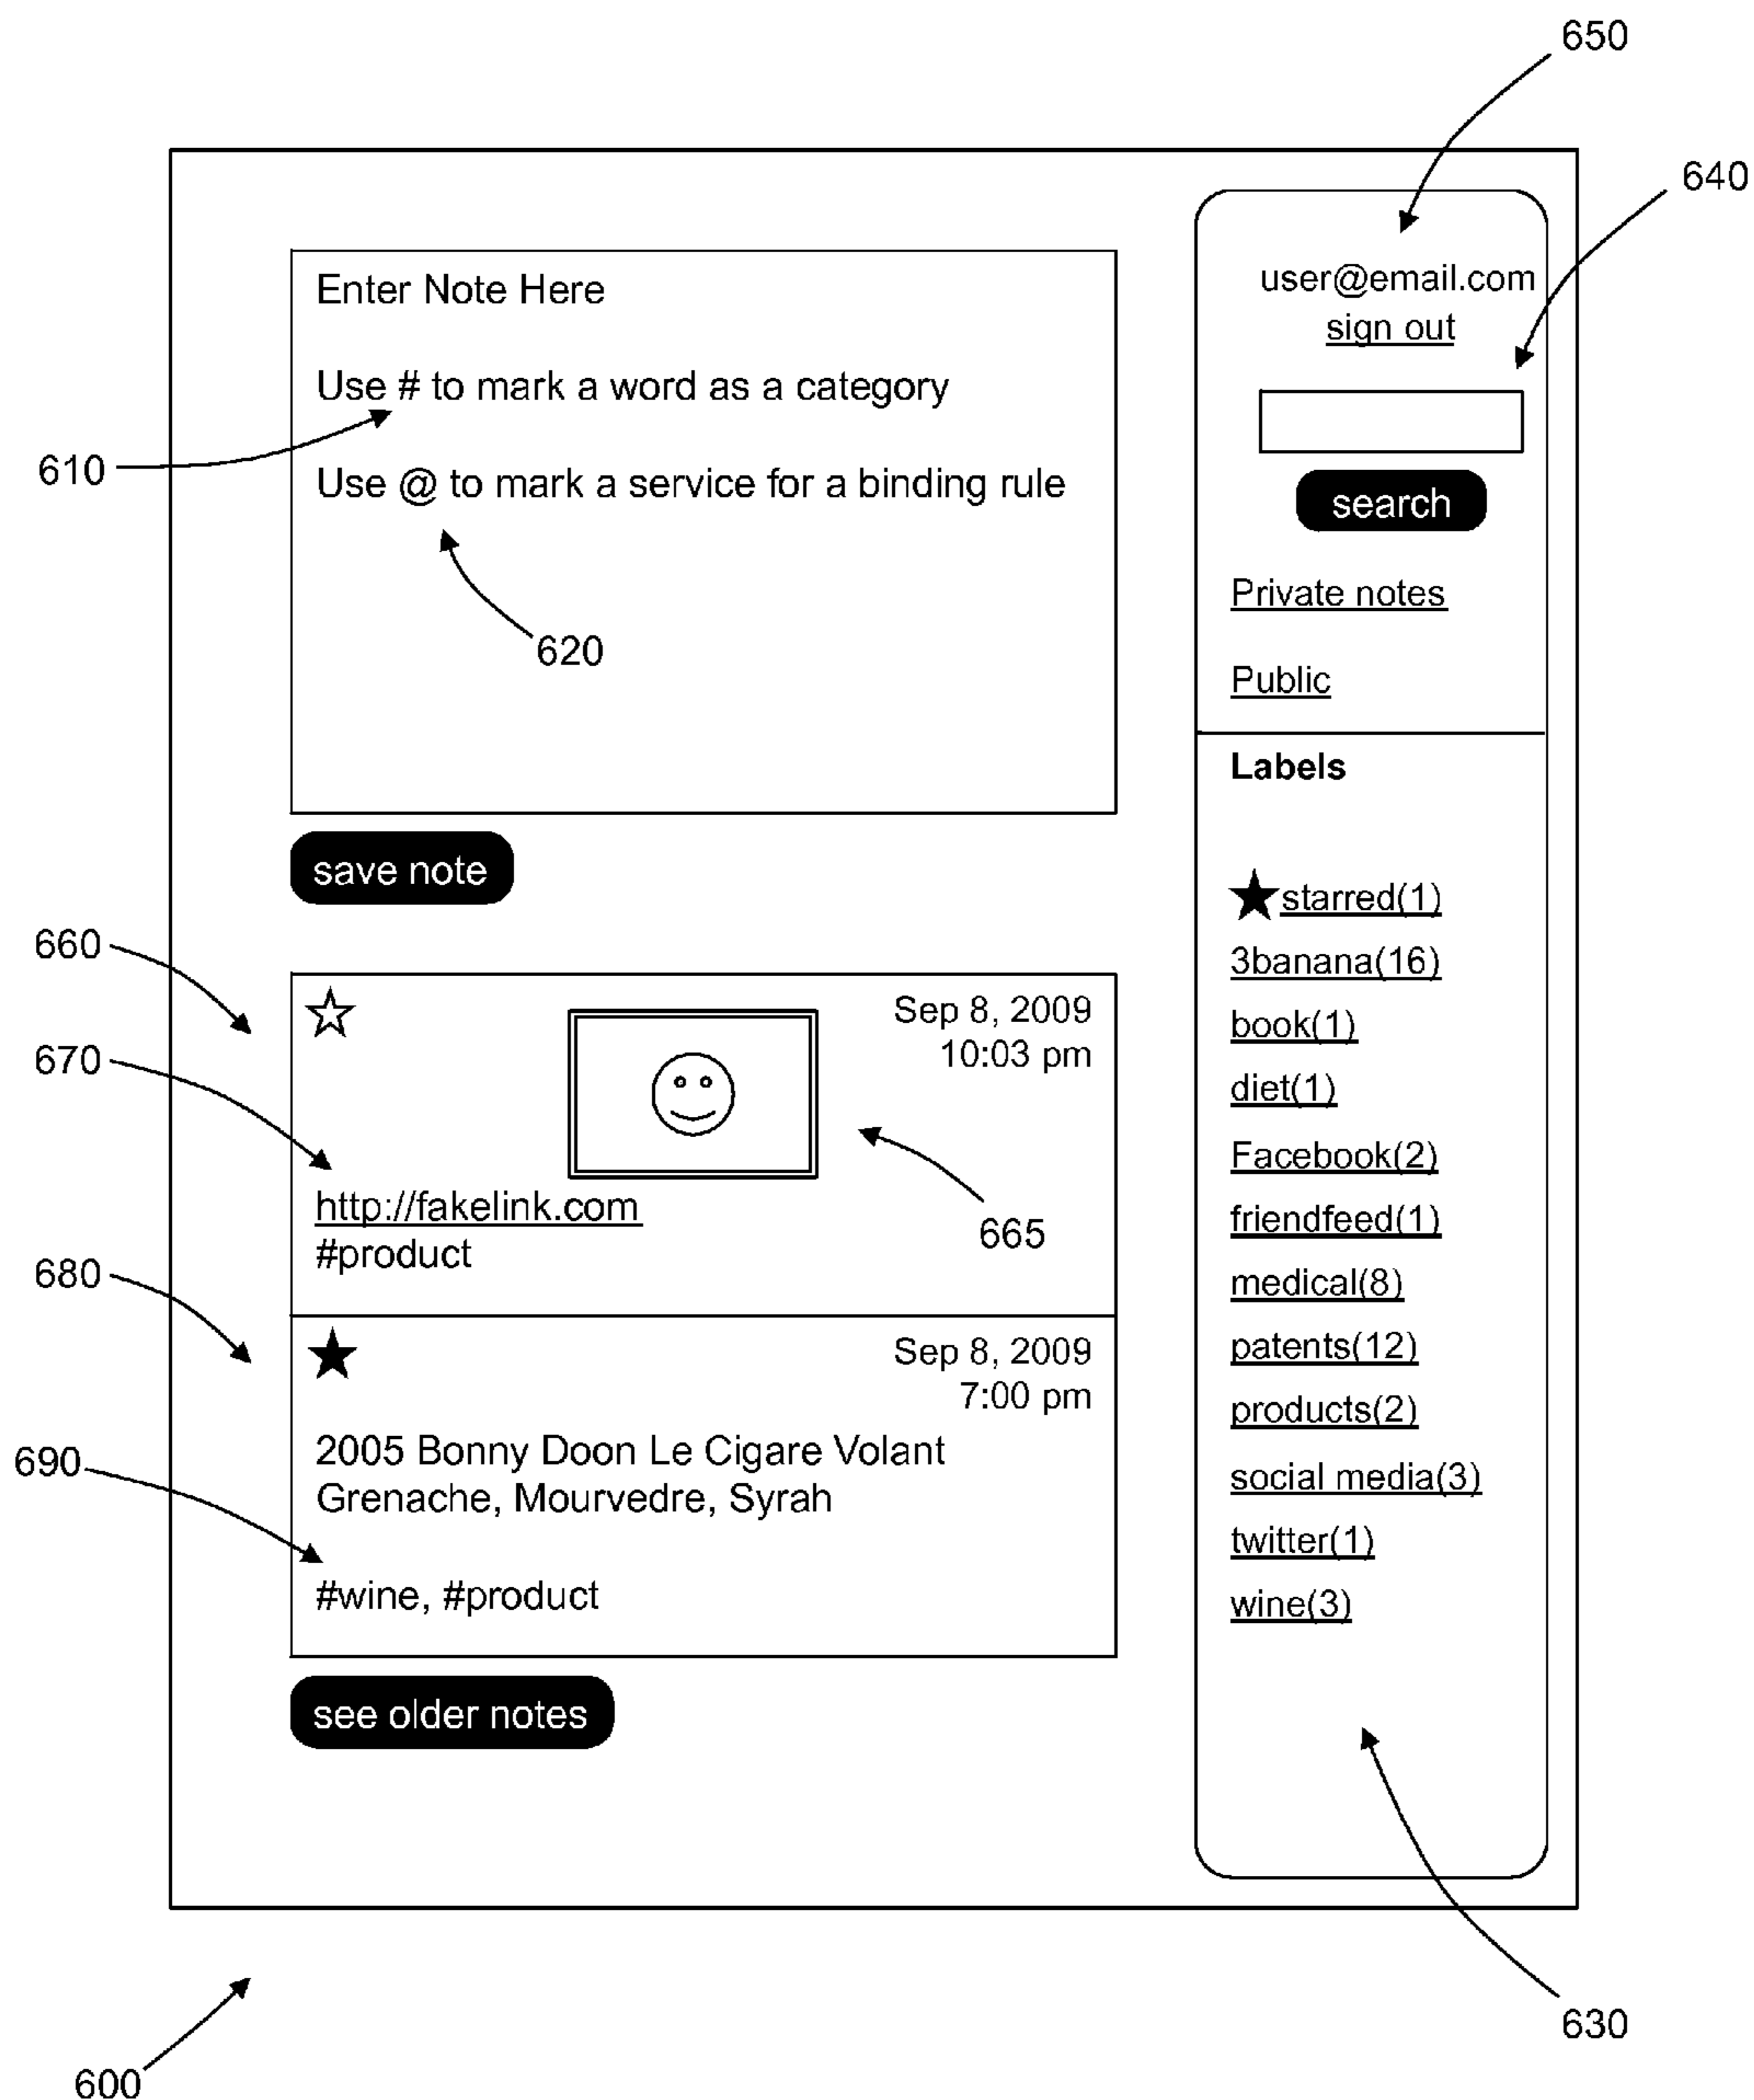 650
640
user@email.com
sign out
Enter Note Here
Use # to mark a word as a category
610
Use @ to mark a service for a binding rule
620
search
Private notes
Public
Labels
save note
660
670
Sep 8, 2009
10:03 pm
http://fakelink.com
#product
665
680
Sep 8, 2009
7:00 pm
690
2005 Bonny Doon Le Cigare Volant
Grenache, Mourvedre, Syrah
#wine, #product
see older notes
starred(1)
3banana(16)
book(1)
diet(1)
Facebook(2)
friendfeed(1)
medical(8)
patents(12)
products(2)
social media(3)
twitter(1)
wine(3)
630
600